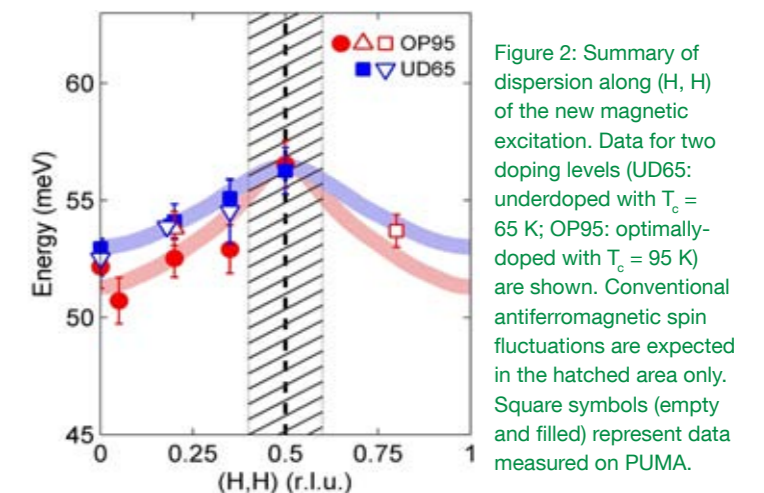 OP95
UD65
60
55
50
45
Energy (meV)
0
0.25
0.5
0.75
1
(H,H) (r.l.u.)
Figure 2: Summary of
dispersion along (H, H)
of the new magnetic
excitation. Data for two
doping levels (UD65:
underdoped with Tc =
65 K; OP95: optimally-
doped with Tc = 95 K)
are shown. Conventional
antiferromagnetic spin
fluctuations are expected
in the hatched area only.
Square symbols (empty
and filled) represent data
measured on PUMA.